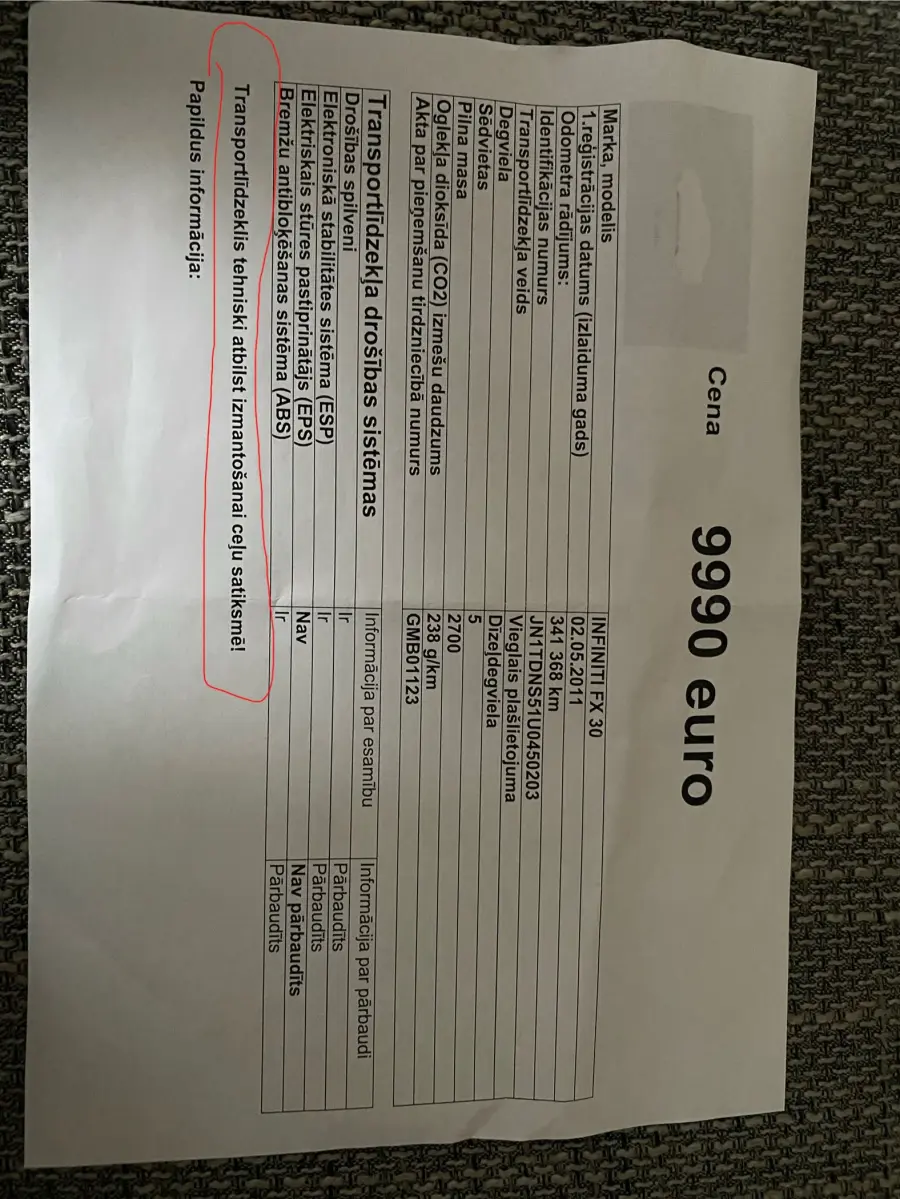 Cena 9990 euro
Marka, modelis INFINITI FX 30
1.reģistrācijas datums (izlaiduma gads) 02.05.2011
Odometra rādījums: 341 368 km
Identifikācijas numurs JN1TDNS51U0450203
Transportlīdzekļa veids Vieglais plašlietojuma
Degviela Dīzeļdegviela
Sēdvietas 5
Pilna masa 2700
Oglekļa dioksīda (CO2) izmešu daudzums 238 g/km
Akta par pieņemšanu tirdzniecībā numurs GMB01123
Transportlīdzekļa drošības sistēmas Informācija par esamību Informācija par pārbaudi
Drošības spilveni Ir Pārbaudīts
Elektroniskā stabilitātes sistēma (ESP) Ir Pārbaudīts
Elektriskais stūres pastiprinātājs (EPS) Nav Nav pārbaudīts
Bremžu antibloķēšanas sistēma (ABS) Ir Pārbaudīts
Transportlīdzeklis tehniski atbilst izmantošanai ceļu satiksmē!
Papildus informācija: